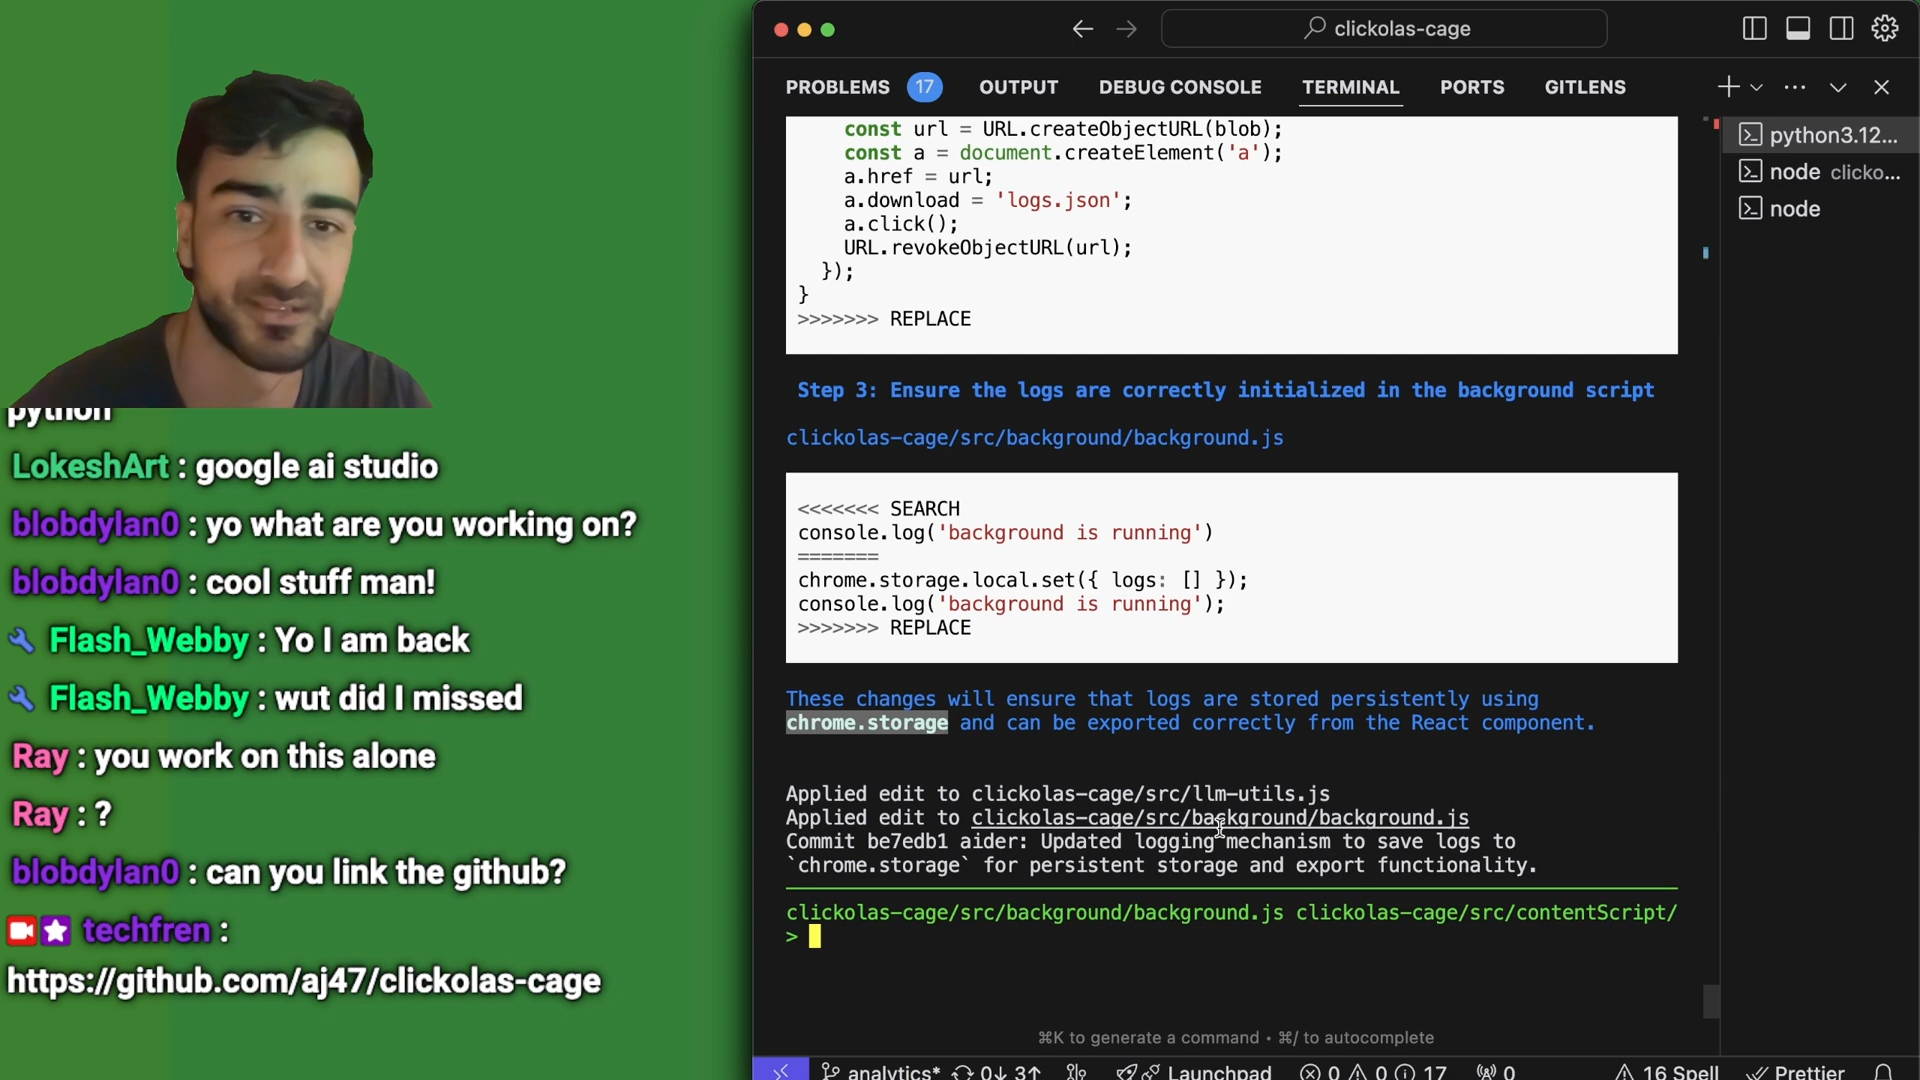 python
LokeshArt : google ai studio
blobdylan0 : yo what are you working on?
blobdylan0 : cool stuff man!
Flash_Webby : Yo I am back
Flash_Webby : wut did I missed
Ray : you work on this alone
Ray : ?
blobdylan0 : can you link the github?
techfren :
https://github.com/aj47/clickolas-cage
clickolas-cage
PROBLEMS 17 OUTPUT DEBUG CONSOLE TERMINAL PORTS GITLENS
const url = URL.createObjectURL(blob);
const a = document.createElement('a');
a.href = url;
a.download = 'logs.json';
a.click();
URL.revokeObjectURL(url);
});
}
>>>>>>> REPLACE
Step 3: Ensure the logs are correctly initialized in the background script
clickolas-cage/src/background/background.js
<<<<<<< SEARCH
console.log('background is running')
=======
chrome.storage.local.set({ logs: [] });
console.log('background is running');
>>>>>>> REPLACE
These changes will ensure that logs are stored persistently using
chrome.storage and can be exported correctly from the React component.
Applied edit to clickolas-cage/src/llm-utils.js
Applied edit to clickolas-cage/src/background/background.js
Commit be7edb1 aider: Updated logging mechanism to save logs to
`chrome.storage` for persistent storage and export functionality.
clickolas-cage/src/background/background.js clickolas-cage/src/contentScript/
>
⌘K to generate a command • ⌘/ to autocomplete
python3.12...
node clicko...
node
analytics* 0↓ 3↑ Launchpad 0 0 17 0 16 Spell Prettier